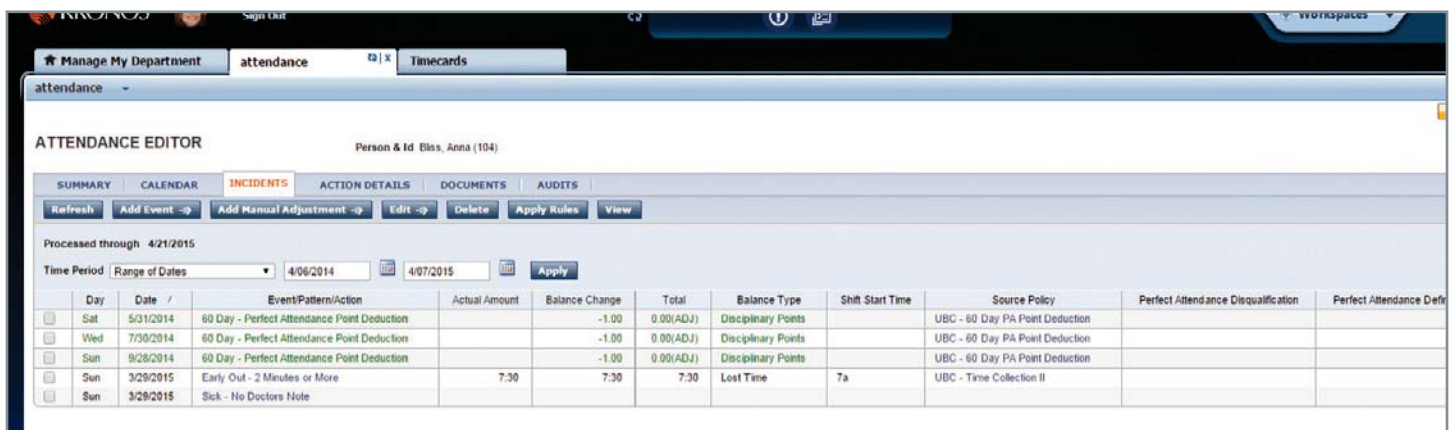 KRONOS Sign Out Workspaces
Manage My Department attendance x Timecards
attendance
ATTENDANCE EDITOR Person & Id Bliss, Anna (104)
SUMMARY CALENDAR INCIDENTS ACTION DETAILS DOCUMENTS AUDITS
Refresh Add Event Add Manual Adjustment Edit Delete Apply Rules View
Processed through 4/21/2015
Time Period Range of Dates 4/06/2014 4/07/2015 Apply
Day Date / Event/Pattern/Action Actual Amount Balance Change Total Balance Type Shift Start Time Source Policy Perfect Attendance Disqualification Perfect Attendance Defi
Sat 5/31/2014 60 Day - Perfect Attendance Point Deduction -1.00 0.00(ADJ) Disciplinary Points UBC - 60 Day PA Point Deduction
Wed 7/30/2014 60 Day - Perfect Attendance Point Deduction -1.00 0.00(ADJ) Disciplinary Points UBC - 60 Day PA Point Deduction
Sun 9/28/2014 60 Day - Perfect Attendance Point Deduction -1.00 0.00(ADJ) Disciplinary Points UBC - 60 Day PA Point Deduction
Sun 3/29/2015 Early Out - 2 Minutes or More 7:30 7:30 7:30 Lost Time 7a UBC - Time Collection II
Sun 3/29/2015 Sick - No Doctors Note